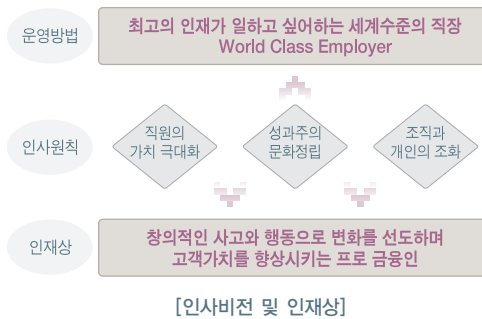 운영방법
최고의 인재가 일하고 싶어하는 세계수준의 직장
World Class Employer
인사원칙
직원의
가치 극대화
성과주의
문화정립
조직과
개인의 조화
인재상
창의적인 사고와 행동으로 변화를 선도하며
고객가치를 향상시키는 프로 금융인
[인사비전 및 인재상]